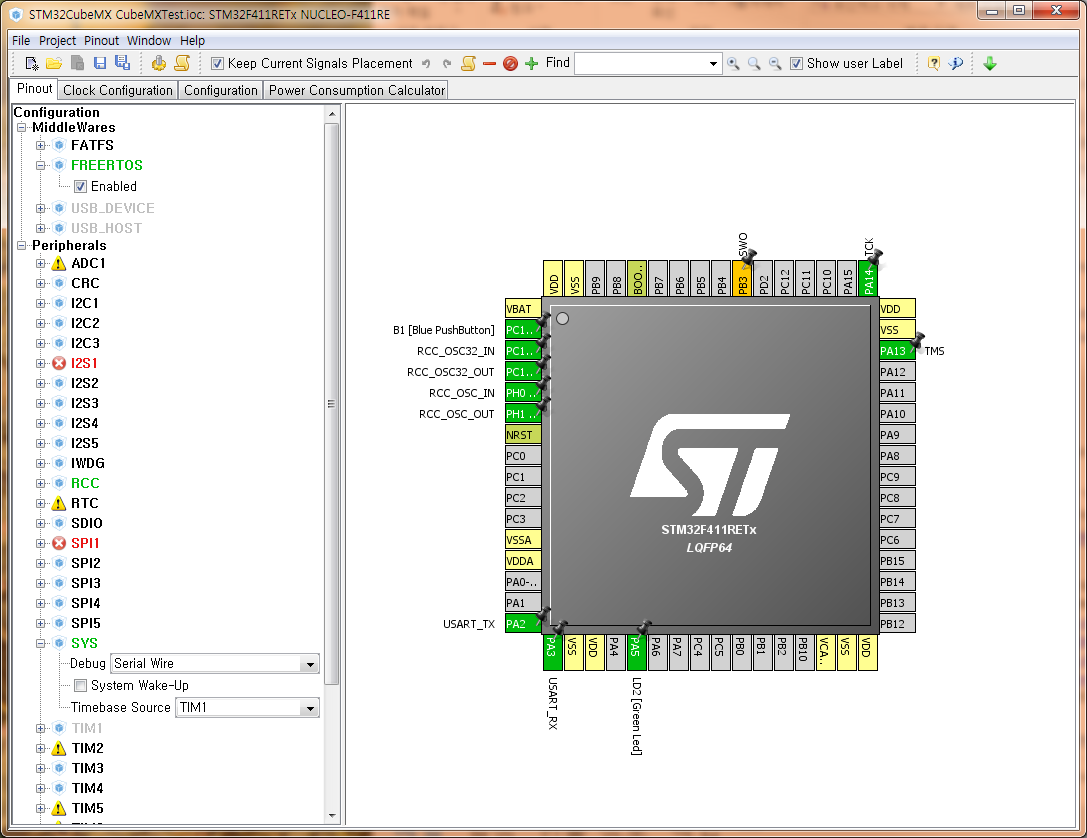 STM32CubeMX CubeMXTest.ioc: STM32F411RETx NUCLEO-F411RE
File Project Pinout Window Help
Keep Current Signals Placement Find Show user Label
Pinout Clock Configuration Configuration Power Consumption Calculator
Configuration
MiddleWares
FATFS
FREERTOS
Enabled
USB_DEVICE
USB_HOST
Peripherals
ADC1
CRC
I2C1
I2C2
I2C3
I2S1
I2S2
I2S3
I2S4
I2S5
IWDG
RCC
RTC
SDIO
SPI1
SPI2
SPI3
SPI4
SPI5
SYS
Debug Serial Wire
System Wake-Up
Timebase Source TIM1
TIM1
TIM2
TIM3
TIM4
TIM5
SWO
TCK
VDD
VSS
PB9
PB8
BOO..
PB7
PB6
PB5
PB4
PB3
PD2
PC12
PC11
PC10
PA15
PA14
VBAT
B1 [Blue PushButton] PC1..
RCC_OSC32_IN PC1..
RCC_OSC32_OUT PC1..
RCC_OSC_IN PH0 ..
RCC_OSC_OUT PH1 ..
NRST
PC0
PC1
PC2
PC3
VSSA
VDDA
PA0-..
PA1
USART_TX PA2
STM32F411RETx
LQFP64
VDD
VSS
PA13 TMS
PA12
PA11
PA10
PA9
PA8
PC9
PC8
PC7
PC6
PB15
PB14
PB13
PB12
PA3
VSS
VDD
PA4
PA5
PA6
PA7
PC4
PC5
PB0
PB1
PB2
PB10
VCA..
VSS
VDD
USART_RX
LD2 [Green Led]